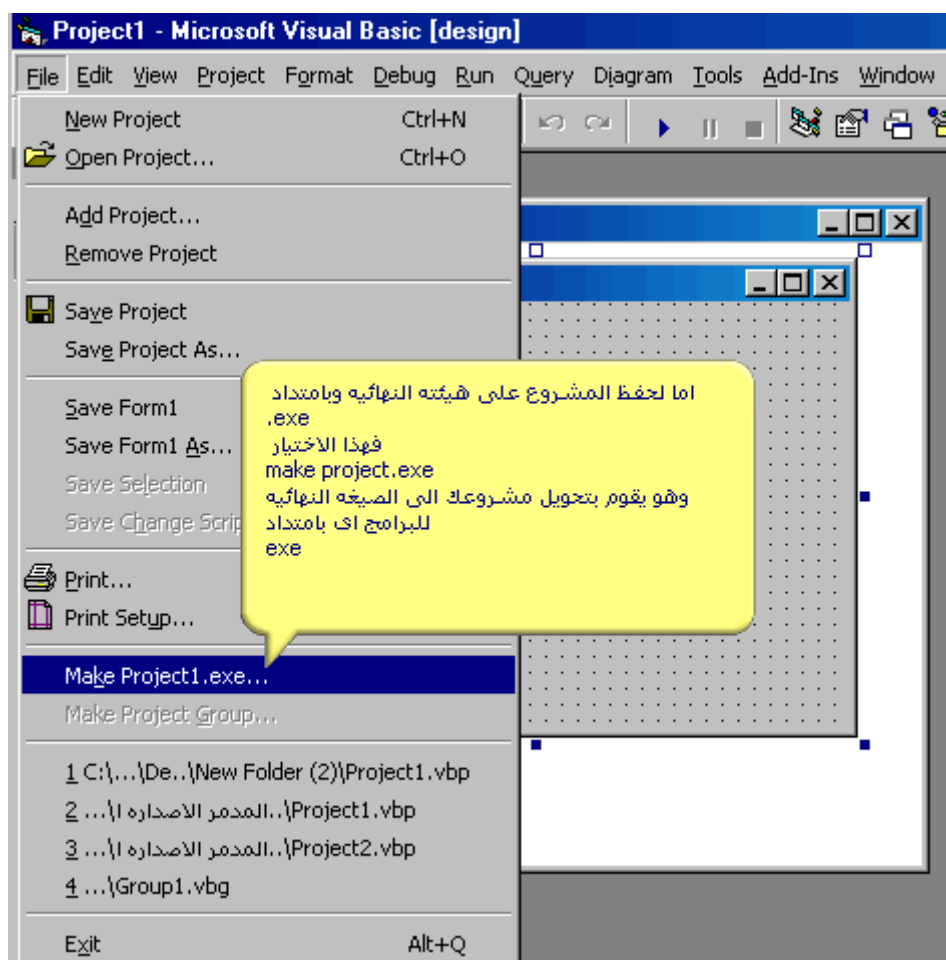 Project1 - Microsoft Visual Basic [design]
File Edit View Project Format Debug Run Query Diagram Tools Add-Ins Window
New Project Ctrl+N
Open Project... Ctrl+O
Add Project...
Remove Project
Save Project
Save Project As...
Save Form1
Save Form1 As...
Save Selection
Save Change Scrip
اما لحفظ المشروع على هيئته النهائيه وبامتداد
.exe
فهذا الاختيار
make project.exe
وهو يقوم بتحويل مشروعك الى الصيغه النهائيه
للبرامج اى بامتداد
exe
Print...
Print Setup...
Make Project1.exe...
Make Project Group...
1 C:\...\De..\New Folder (2)\Project1.vbp
2 ...\المدمر الاصداره ا..\Project1.vbp
3 ...\المدمر الاصداره ا..\Project2.vbp
4 ...\Group1.vbg
Exit Alt+Q